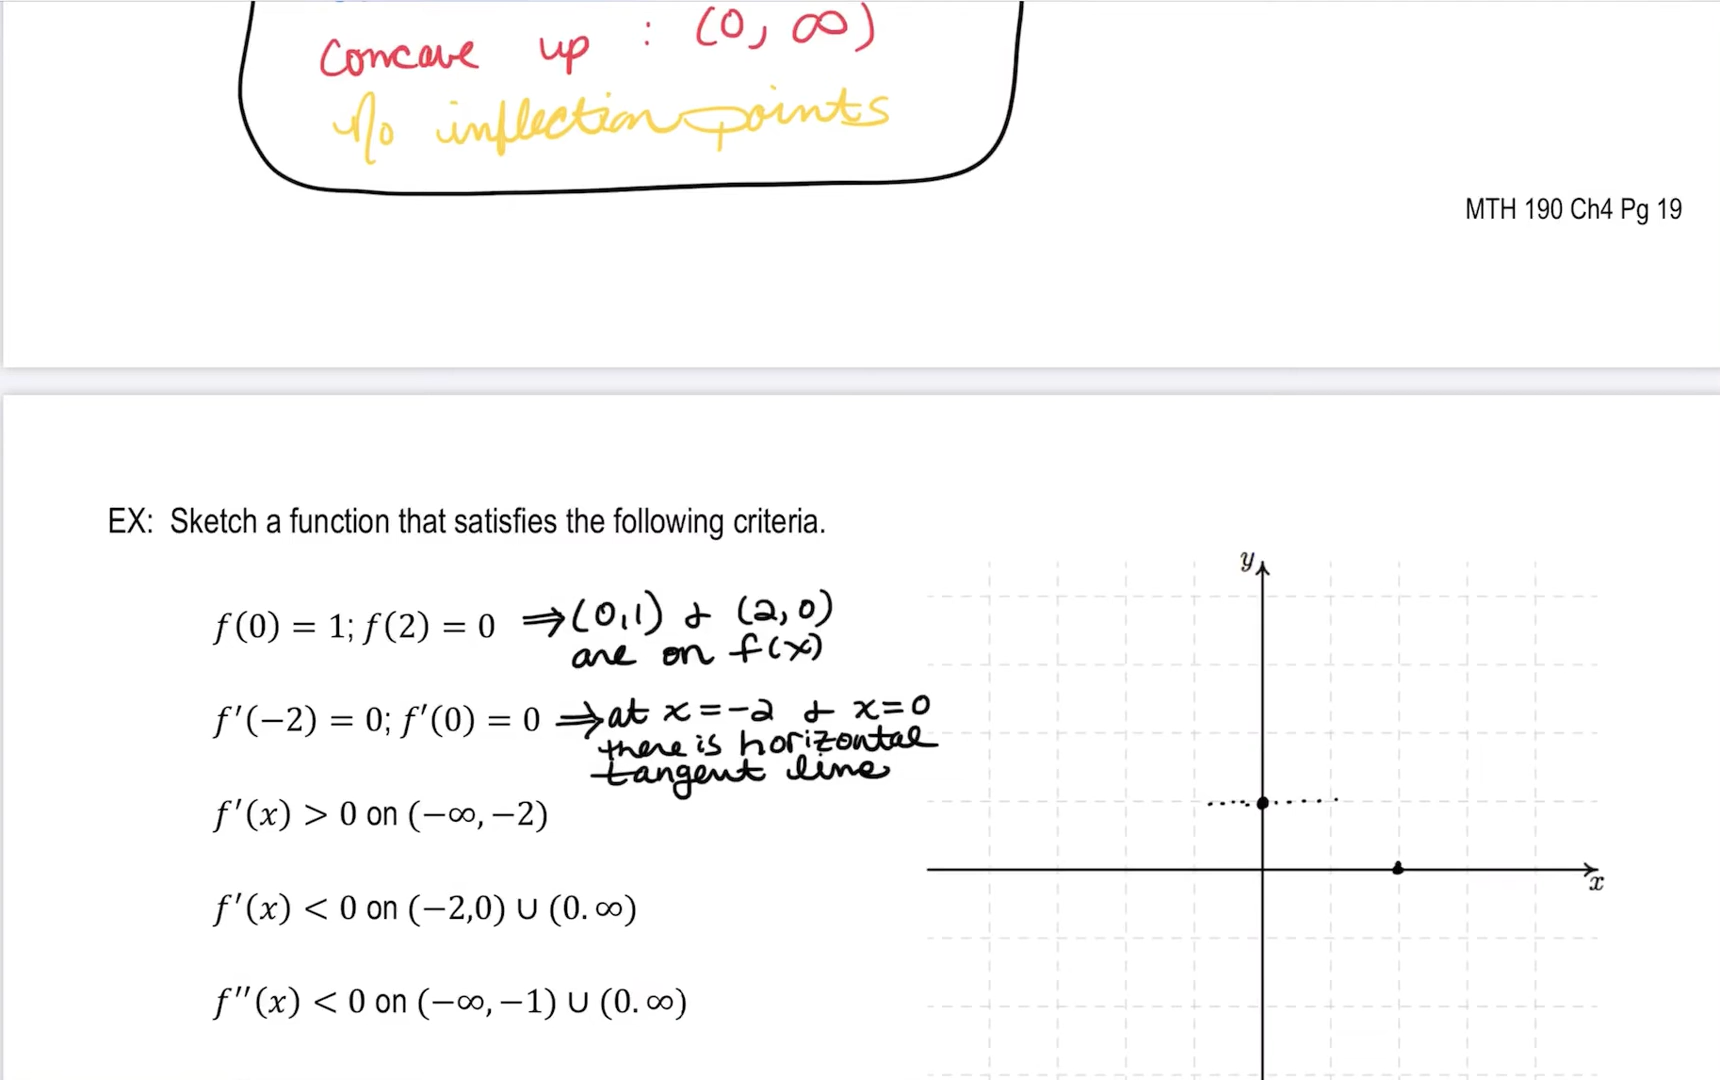 Concave up : (0, ∞)
No inflection points
MTH 190 Ch4 Pg 19
EX: Sketch a function that satisfies the following criteria.
y
f(0) = 1; f(2) = 0 ⇒ (0,1) & (2,0)
are on f(x)
f′(−2) = 0; f′(0) = 0 ⇒ at x=-2 & x=0
there is horizontal
tangent line
f′(x) > 0 on (−∞, −2)
x
f′(x) < 0 on (−2,0) ∪ (0. ∞)
f″(x) < 0 on (−∞, −1) ∪ (0. ∞)